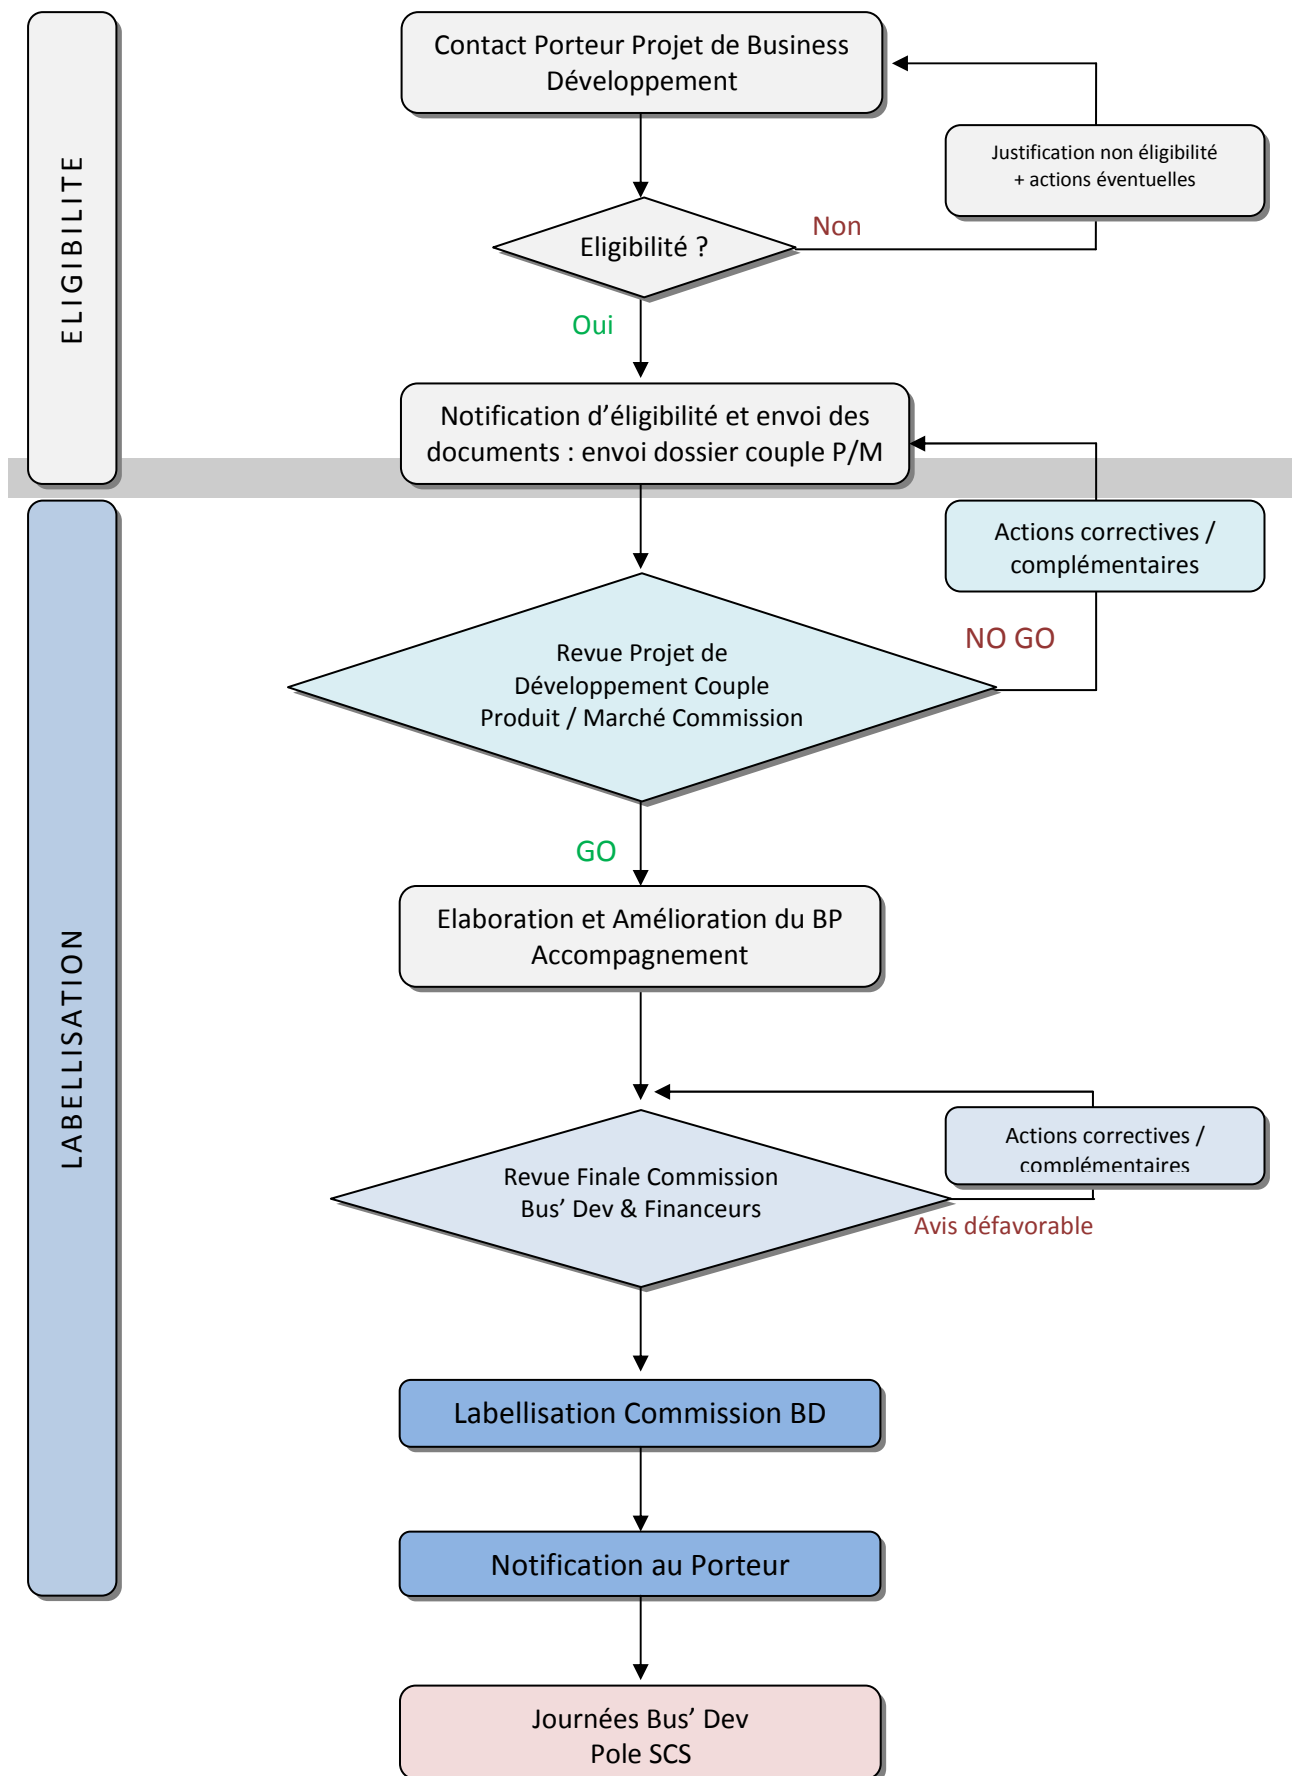 ELIGIBILITE
Contact Porteur Projet de Business
Développement
Justification non éligibilité
+ actions éventuelles
Non
Eligibilité ?
Oui
Notification d’éligibilité et envoi des
documents : envoi dossier couple P/M
LABELLISATION
Actions correctives /
complémentaires
NO GO
Revue Projet de
Développement Couple
Produit / Marché Commission
GO
Elaboration et Amélioration du BP
Accompagnement
Actions correctives /
complémentaires
Revue Finale Commission
Bus’ Dev & Financeurs
Avis défavorable
Labellisation Commission BD
Notification au Porteur
Journées Bus’ Dev
Pole SCS